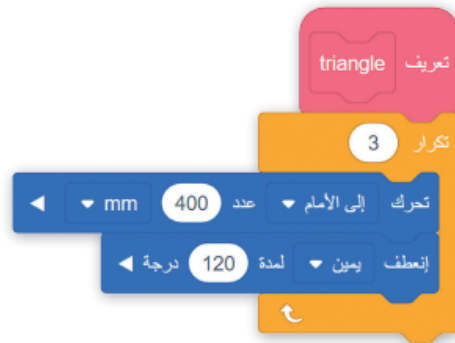 تعريف triangle
تكرار 3
تحرك إلى الأمام عدد 400 mm
إنعطف يمين لمدة 120 درجة